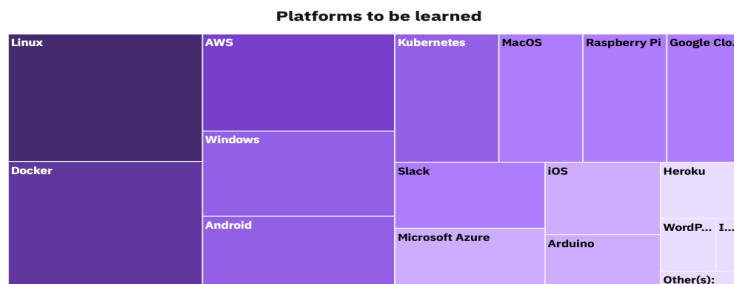 Platforms to be learned
Linux
AWS
Kubernetes
MacOS
Raspberry Pi
Google Clo.
Windows
Docker
Slack
iOS
Heroku
Android
WordP...
I...
Microsoft Azure
Arduino
Other(s):